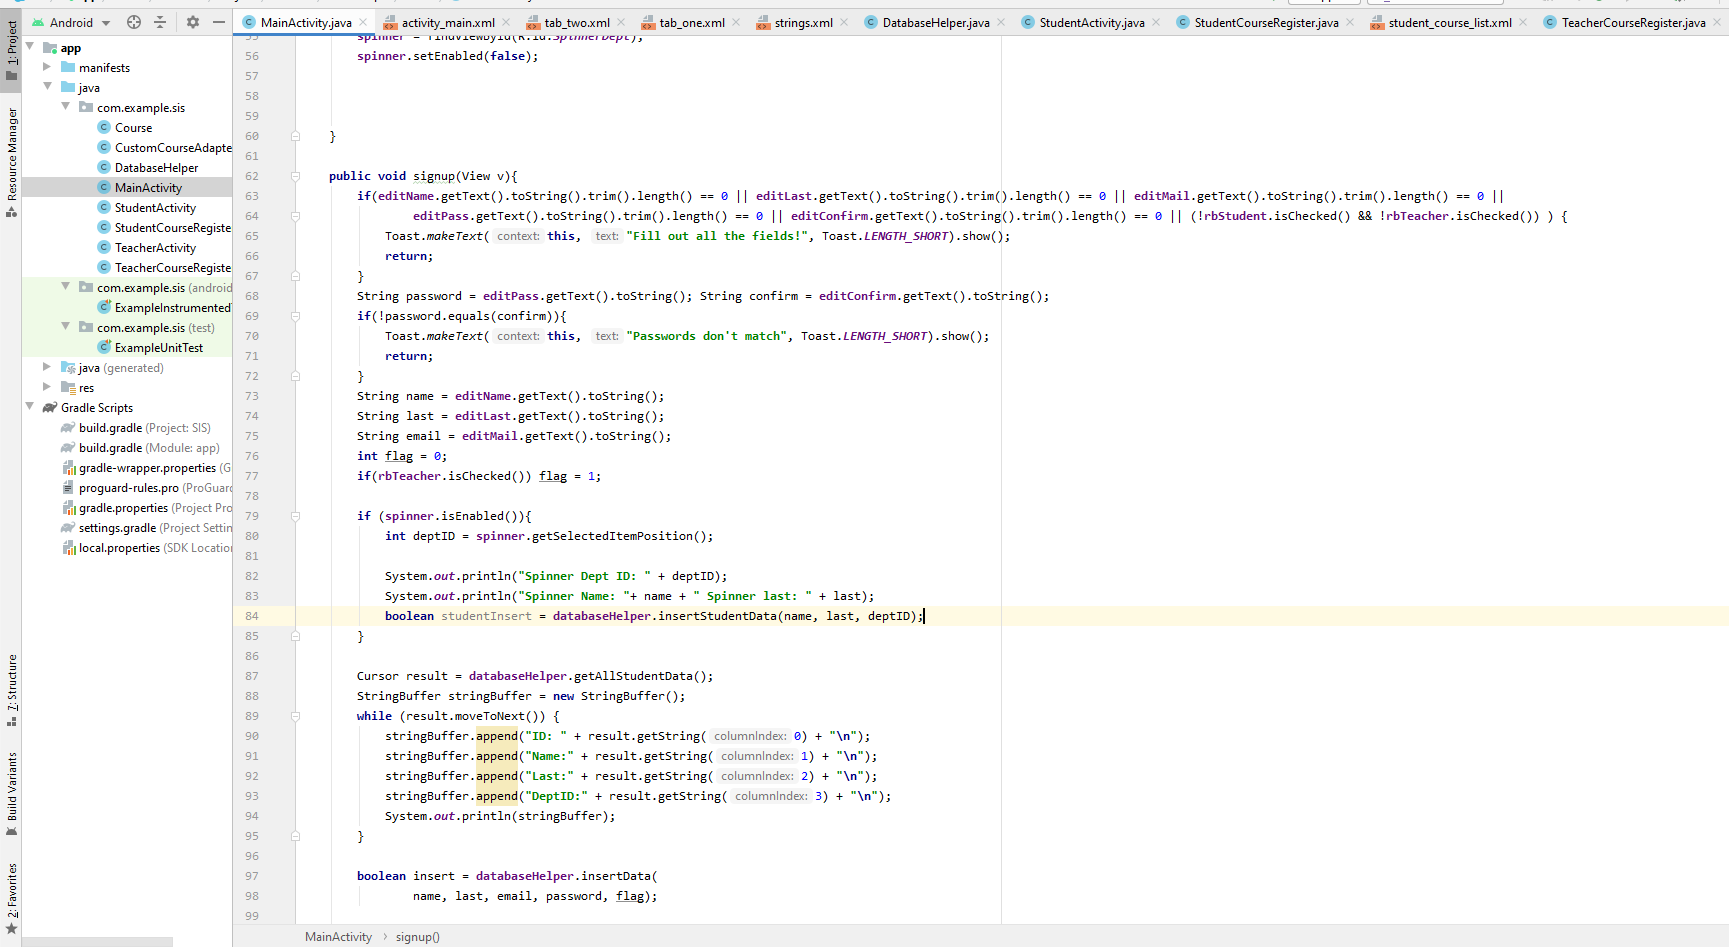 Android
MainActivity.java
activity_main.xml
tab_two.xml
tab_one.xml
strings.xml
DatabaseHelper.java
StudentActivity.java
StudentCourseRegister.java
student_course_list.xml
TeacherCourseRegister.java
1: Project
Resource Manager
7: Structure
Build Variants
2: Favorites
app
manifests
java
com.example.sis
Course
CustomCourseAdapte
DatabaseHelper
MainActivity
StudentActivity
StudentCourseRegiste
TeacherActivity
TeacherCourseRegiste
com.example.sis (android
ExampleInstrumented
com.example.sis (test)
ExampleUnitTest
java (generated)
res
Gradle Scripts
build.gradle (Project: SIS)
build.gradle (Module: app)
gradle-wrapper.properties (G
proguard-rules.pro (ProGuard
gradle.properties (Project Pro
settings.gradle (Project Settin
local.properties (SDK Location
55 spinner = findViewById(R.id.SpinnerDept);
56 spinner.setEnabled(false);
57
58
59
60 }
61
62 public void signup(View v){
63 if(editName.getText().toString().trim().length() == 0 || editLast.getText().toString().trim().length() == 0 || editMail.getText().toString().trim().length() == 0 ||
64 editPass.getText().toString().trim().length() == 0 || editConfirm.getText().toString().trim().length() == 0 || (!rbStudent.isChecked() && !rbTeacher.isChecked()) ) {
65 Toast.makeText( context: this, text: "Fill out all the fields!", Toast.LENGTH_SHORT).show();
66 return;
67 }
68 String password = editPass.getText().toString(); String confirm = editConfirm.getText().toString();
69 if(!password.equals(confirm)){
70 Toast.makeText( context: this, text: "Passwords don't match", Toast.LENGTH_SHORT).show();
71 return;
72 }
73 String name = editName.getText().toString();
74 String last = editLast.getText().toString();
75 String email = editMail.getText().toString();
76 int flag = 0;
77 if(rbTeacher.isChecked()) flag = 1;
78
79 if (spinner.isEnabled()){
80 int deptID = spinner.getSelectedItemPosition();
81
82 System.out.println("Spinner Dept ID: " + deptID);
83 System.out.println("Spinner Name: "+ name + " Spinner last: " + last);
84 boolean studentInsert = databaseHelper.insertStudentData(name, last, deptID);
85 }
86
87 Cursor result = databaseHelper.getAllStudentData();
88 StringBuffer stringBuffer = new StringBuffer();
89 while (result.moveToNext()) {
90 stringBuffer.append("ID: " + result.getString( columnIndex: 0) + "\n");
91 stringBuffer.append("Name:" + result.getString( columnIndex: 1) + "\n");
92 stringBuffer.append("Last:" + result.getString( columnIndex: 2) + "\n");
93 stringBuffer.append("DeptID:" + result.getString( columnIndex: 3) + "\n");
94 System.out.println(stringBuffer);
95 }
96
97 boolean insert = databaseHelper.insertData(
98 name, last, email, password, flag);
99
MainActivity › signup()